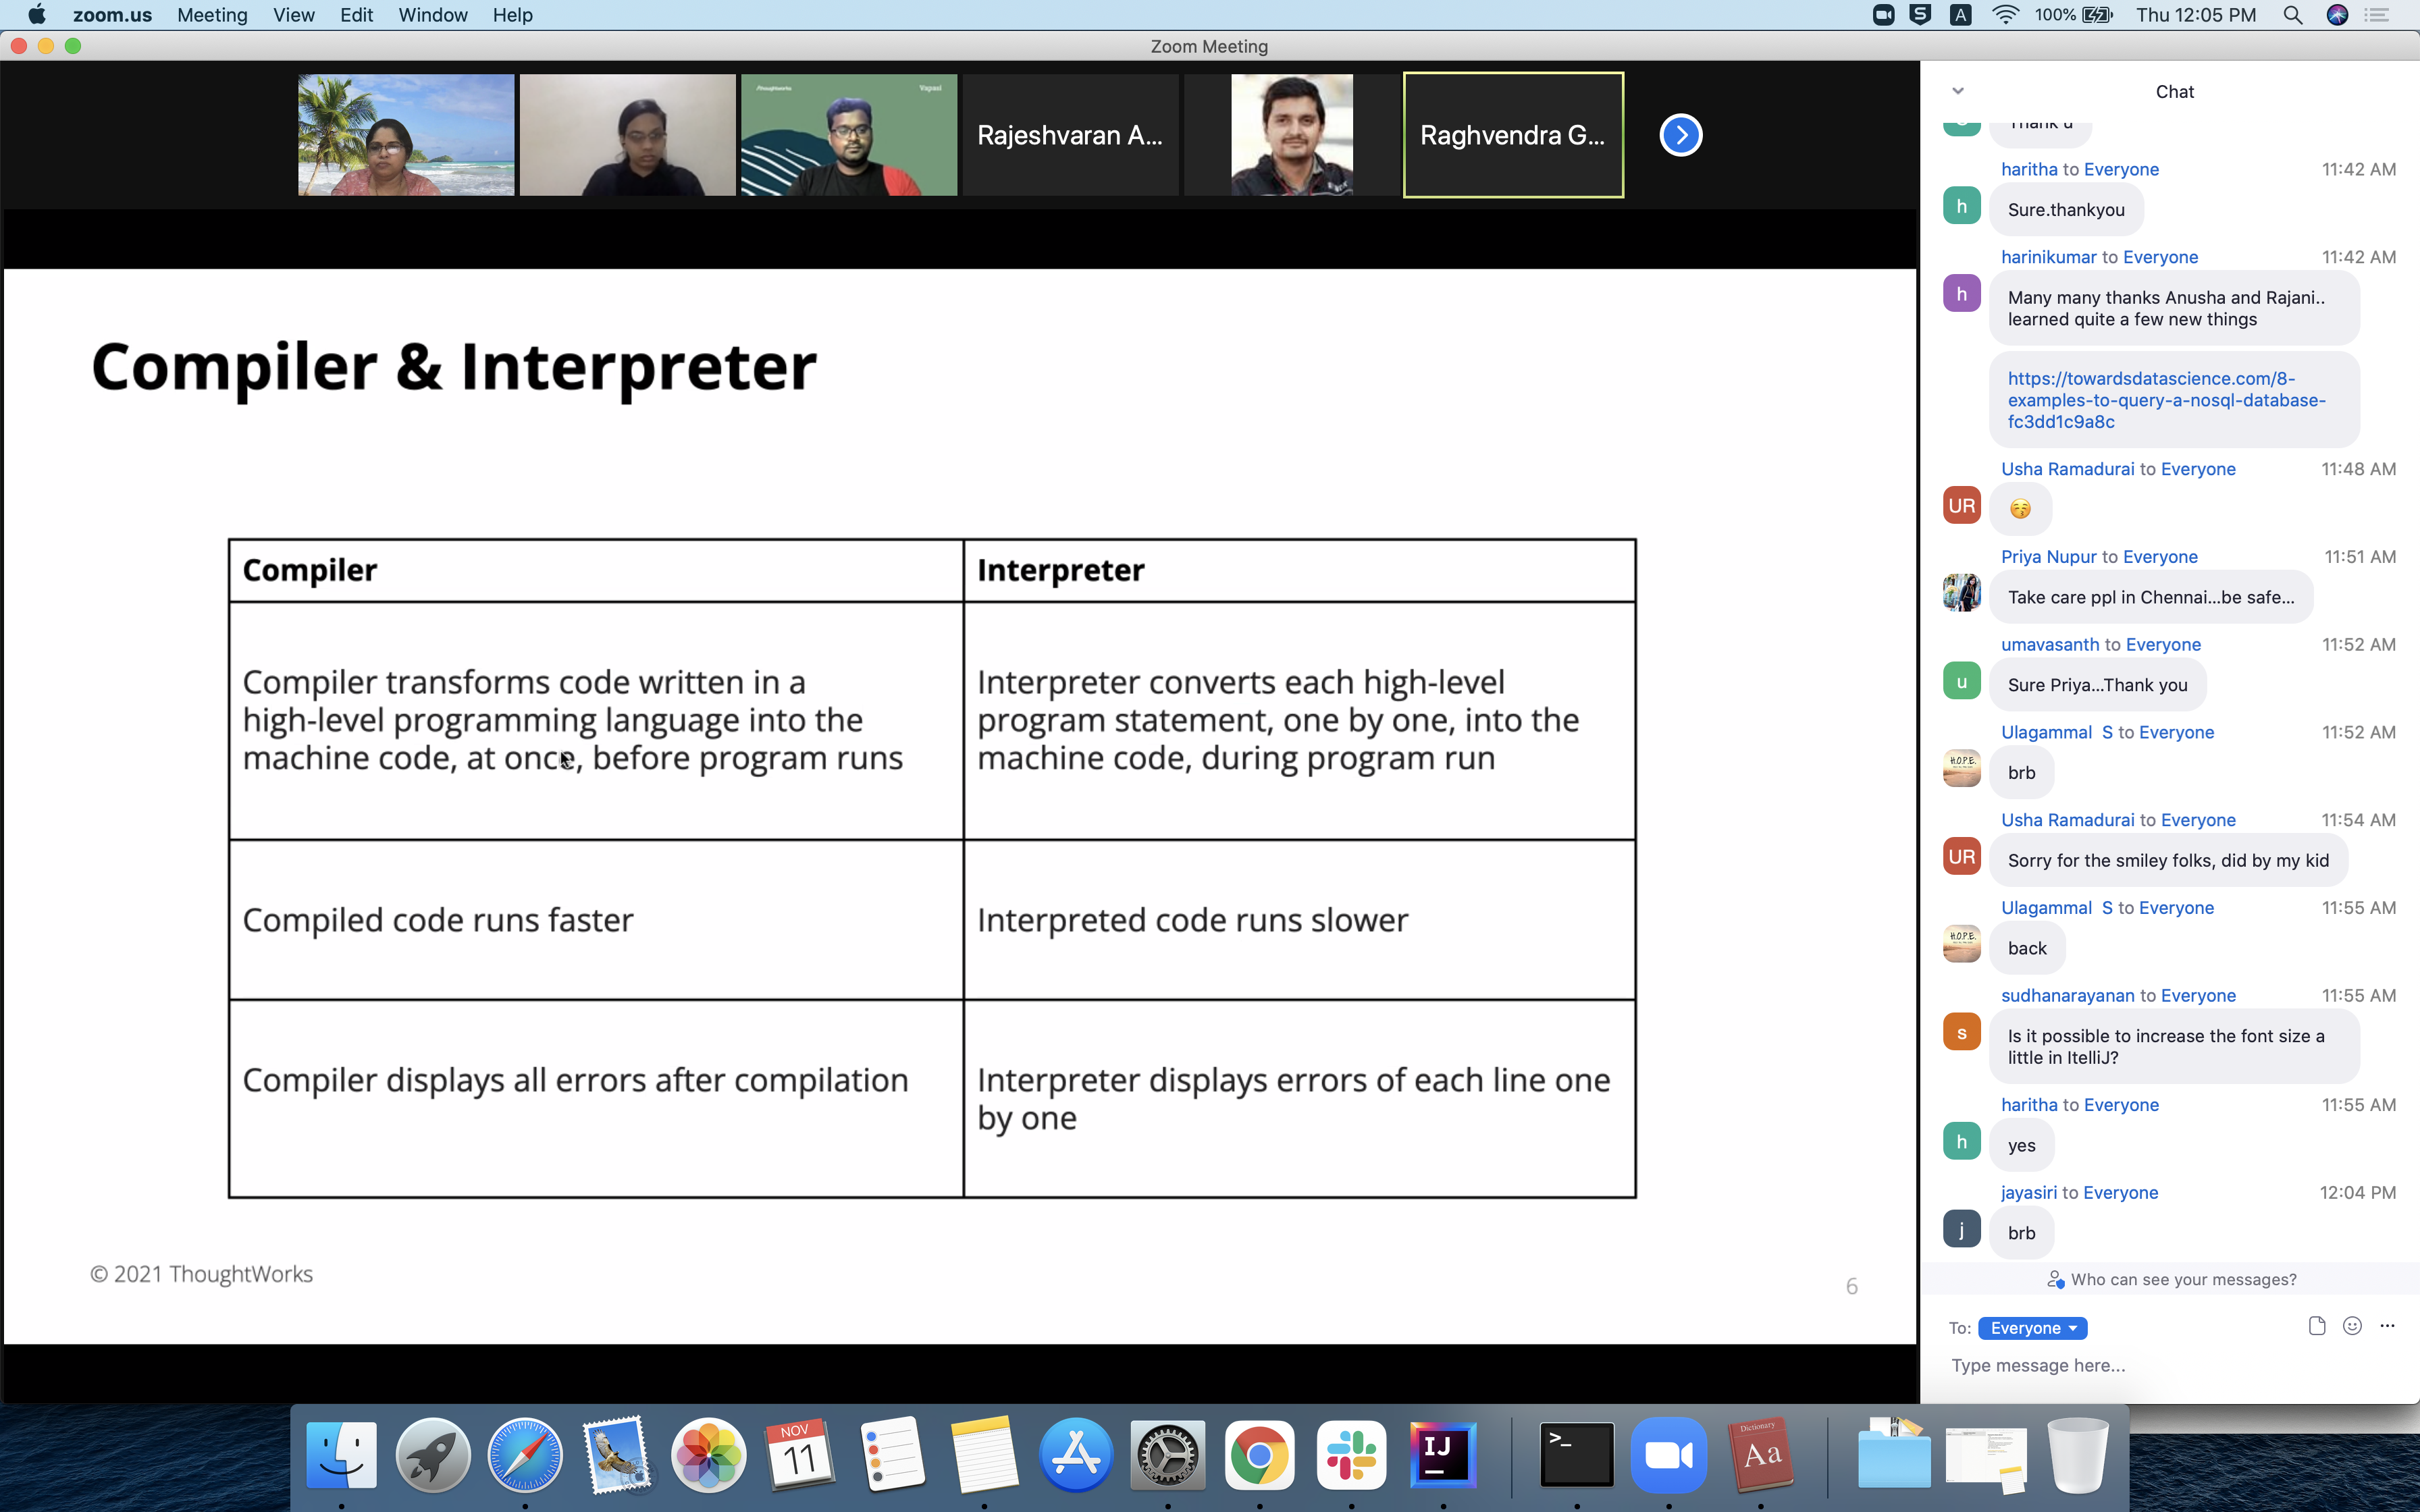 zoom.us Meeting View Edit Window Help
S A 100% Thu 12:05 PM
Zoom Meeting
/thoughtworks Vapasi
Rajeshvaran A...
Raghvendra G...
Compiler & Interpreter
Compiler Interpreter
Compiler transforms code written in a
high-level programming language into the
machine code, at once, before program runs
Interpreter converts each high-level
program statement, one by one, into the
machine code, during program run
Compiled code runs faster
Interpreted code runs slower
Compiler displays all errors after compilation
Interpreter displays errors of each line one
by one
© 2021 ThoughtWorks
6
Chat
Thank u
haritha to Everyone 11:42 AM
h
Sure.thankyou
harinikumar to Everyone 11:42 AM
h
Many many thanks Anusha and Rajani..
learned quite a few new things
https://towardsdatascience.com/8-
examples-to-query-a-nosql-database-
fc3dd1c9a8c
Usha Ramadurai to Everyone 11:48 AM
UR
😚
Priya Nupur to Everyone 11:51 AM
Take care ppl in Chennai...be safe...
umavasanth to Everyone 11:52 AM
u
Sure Priya...Thank you
Ulagammal S to Everyone 11:52 AM
H.O.P.E.
brb
Usha Ramadurai to Everyone 11:54 AM
UR
Sorry for the smiley folks, did by my kid
Ulagammal S to Everyone 11:55 AM
H.O.P.E.
back
sudhanarayanan to Everyone 11:55 AM
s
Is it possible to increase the font size a
little in ItelliJ?
haritha to Everyone 11:55 AM
h
yes
jayasiri to Everyone 12:04 PM
j
brb
Who can see your messages?
To: Everyone
Type message here...
NOV
11
IJ
>_
Dictionary
Aa